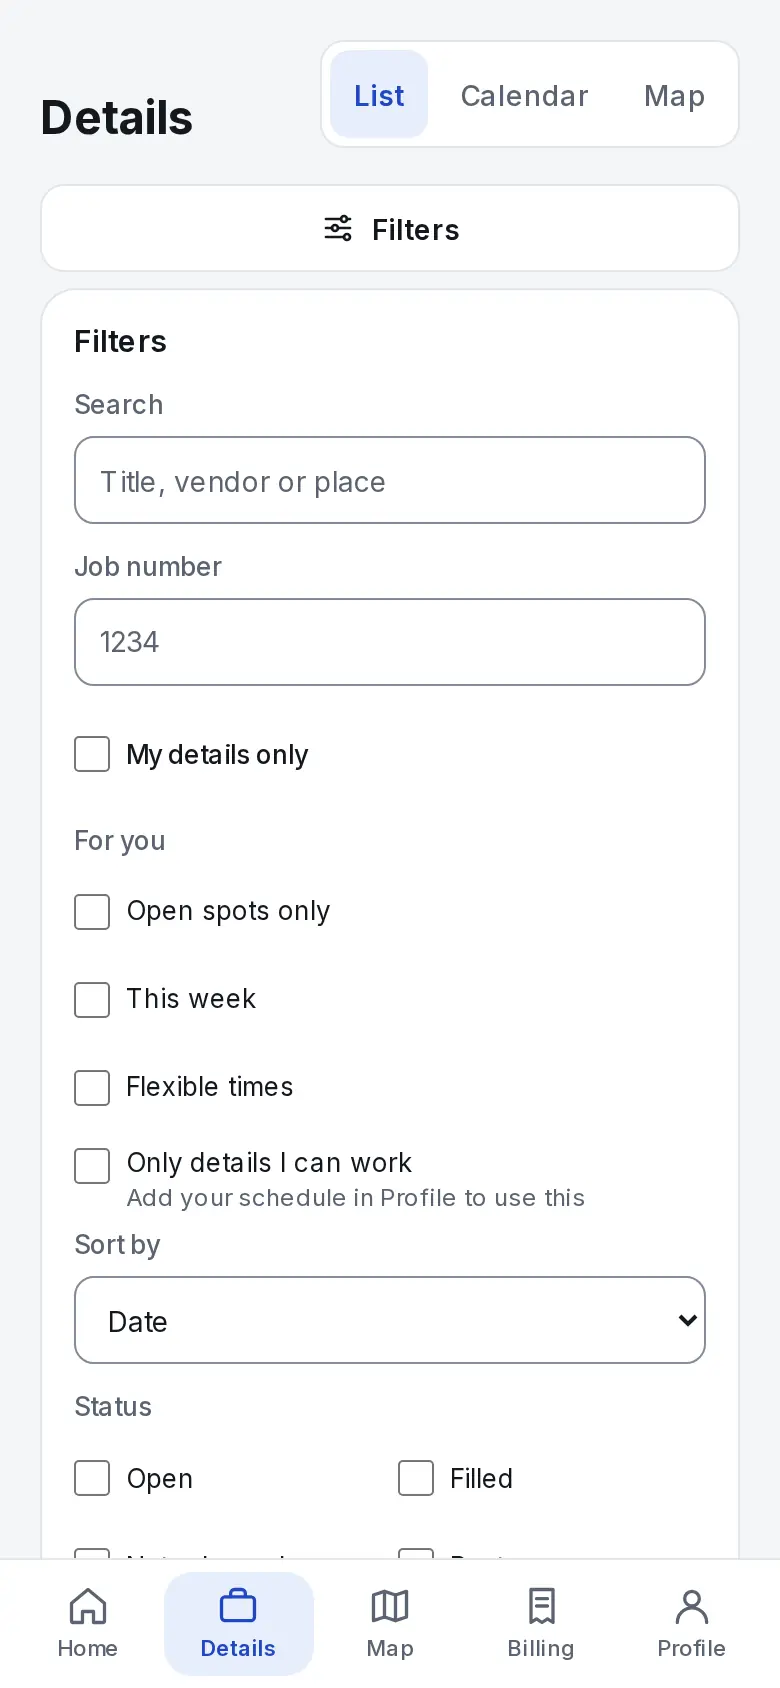 Details
List Calendar Map
Filters
Filters
Search
Title, vendor or place
Job number
1234
My details only
For you
Open spots only
This week
Flexible times
Only details I can work
Add your schedule in Profile to use this
Sort by
Date
Status
Open Filled
Home Details Map Billing Profile